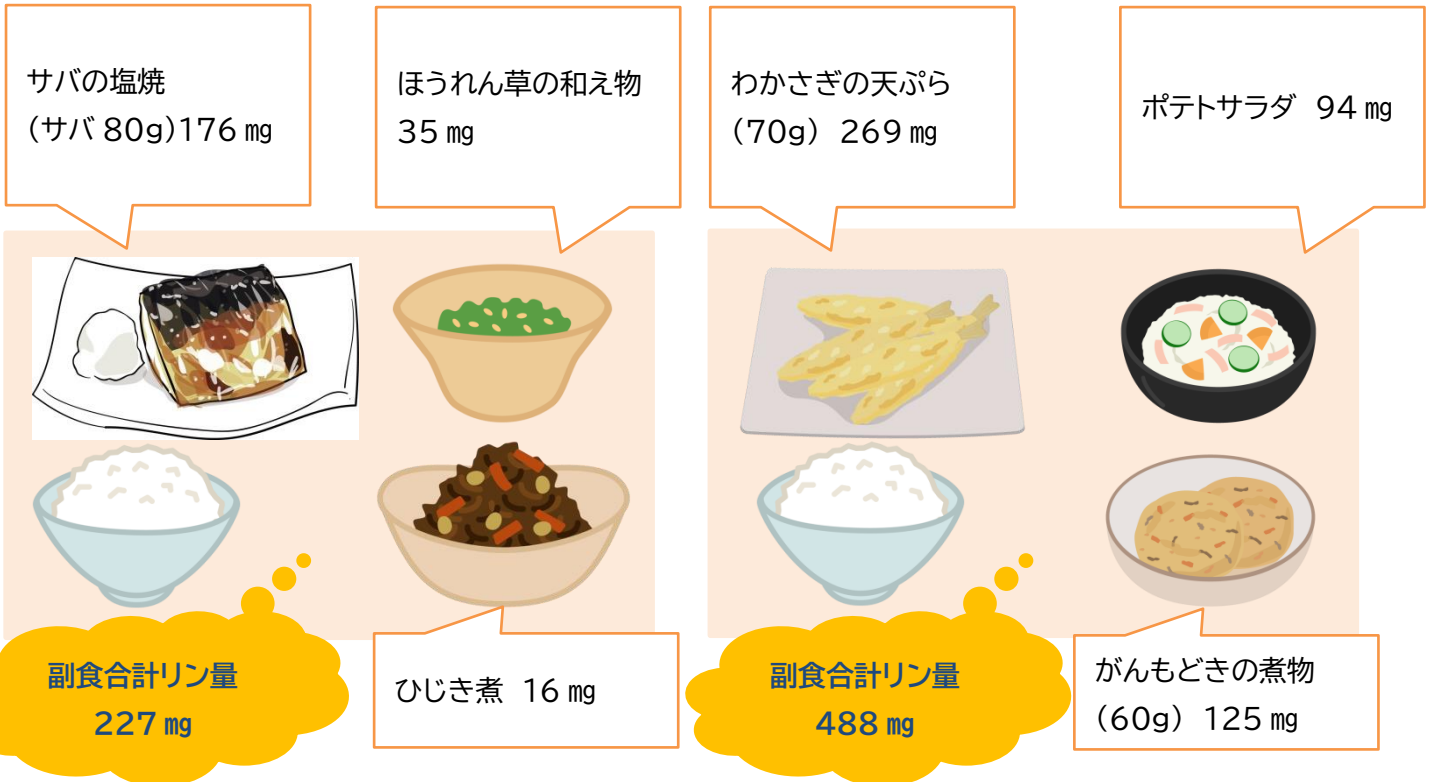 サバの塩焼
(サバ 80g)176 ㎎
ほうれん草の和え物
35 ㎎
わかさぎの天ぷら
(70g) 269 ㎎
ポテトサラダ 94 ㎎
副食合計リン量
227 ㎎
ひじき煮 16 ㎎
副食合計リン量
488 ㎎
がんもどきの煮物
(60g) 125 ㎎